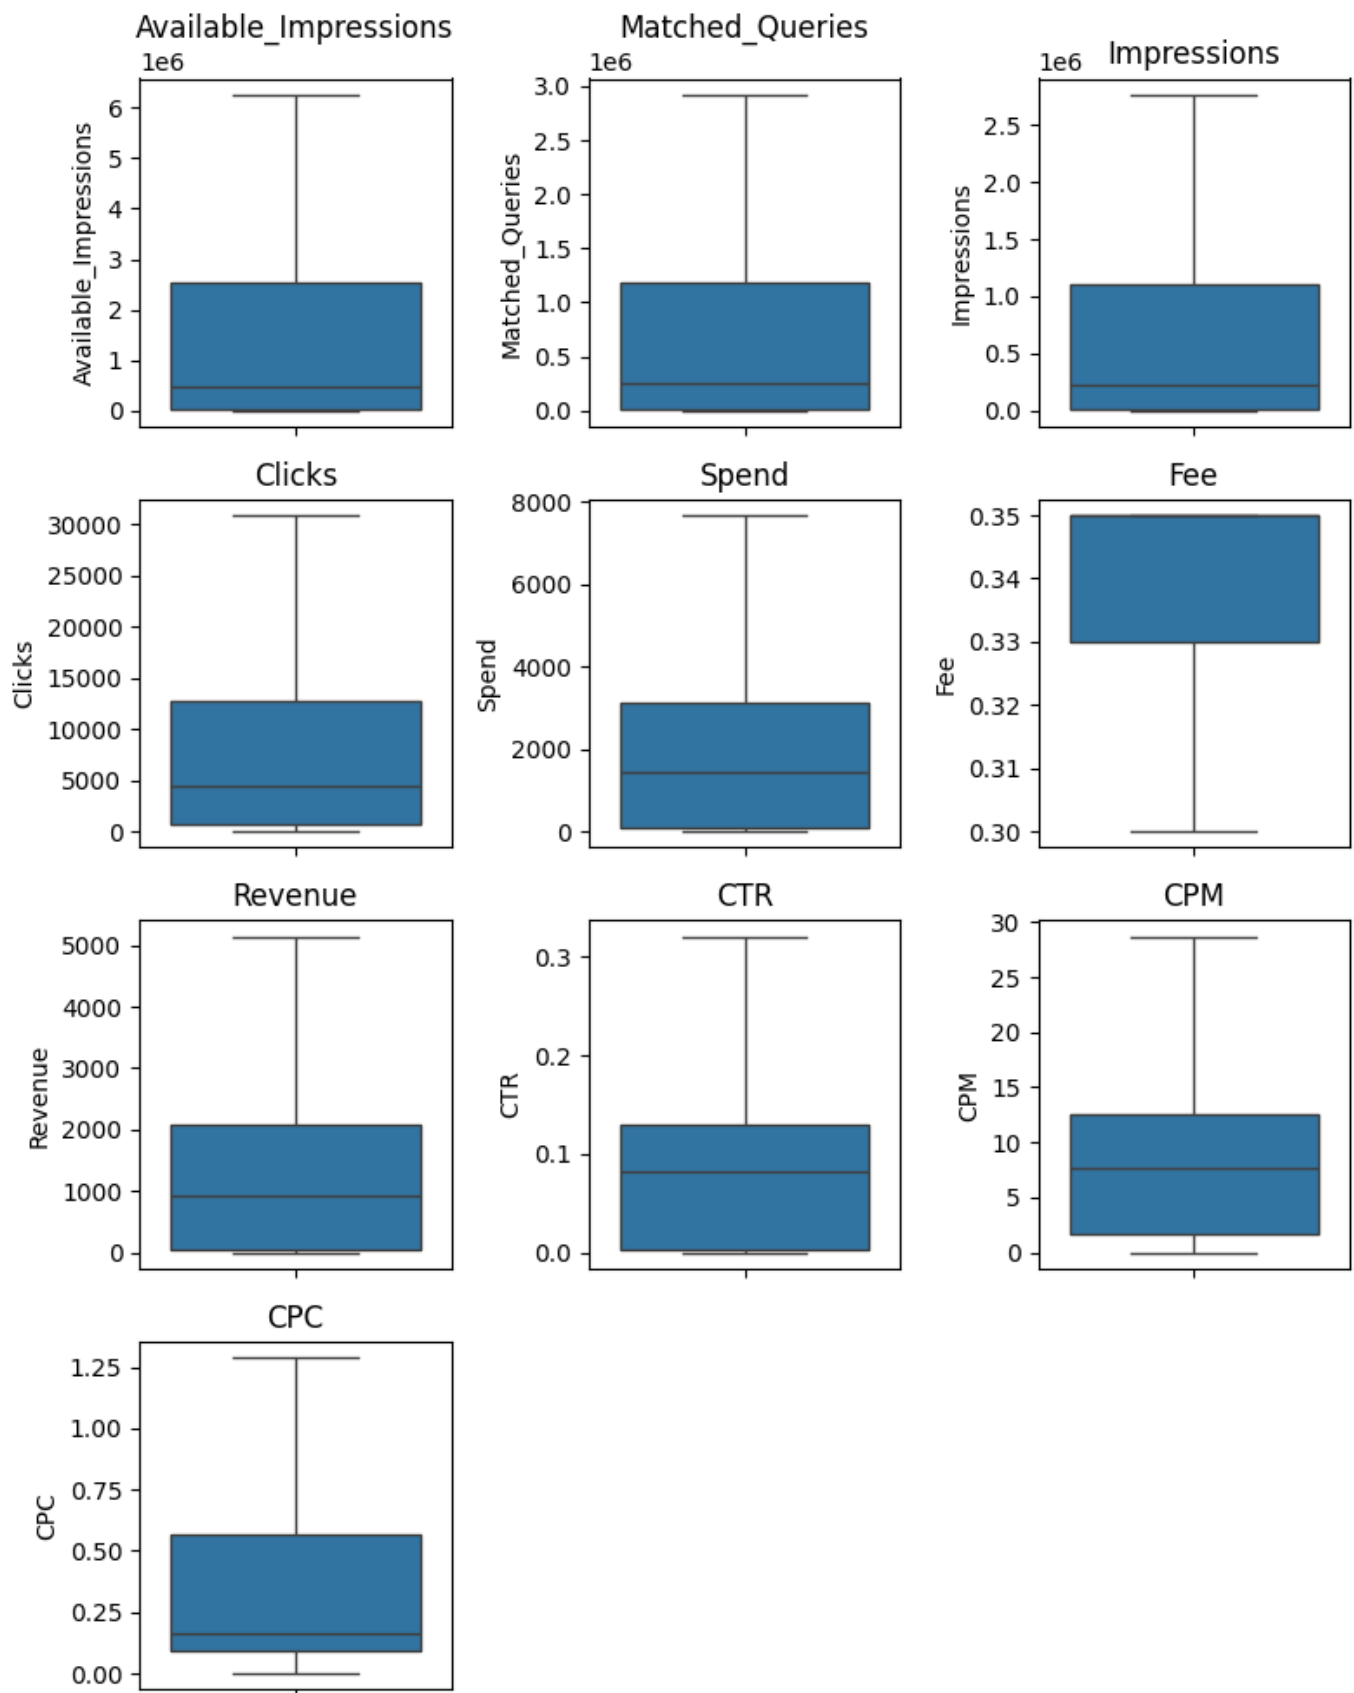 Available_Impressions
1e6
Available_Impressions
6
5
4
3
2
1
0
Matched_Queries
1e6
Matched_Queries
3.0
2.5
2.0
1.5
1.0
0.5
0.0
Impressions
1e6
Impressions
2.5
2.0
1.5
1.0
0.5
0.0
Clicks
Clicks
30000
25000
20000
15000
10000
5000
0
Spend
Spend
8000
6000
4000
2000
0
Fee
Fee
0.35
0.34
0.33
0.32
0.31
0.30
Revenue
Revenue
5000
4000
3000
2000
1000
0
CTR
CTR
0.3
0.2
0.1
0.0
CPM
CPM
30
25
20
15
10
5
0
CPC
CPC
1.25
1.00
0.75
0.50
0.25
0.00